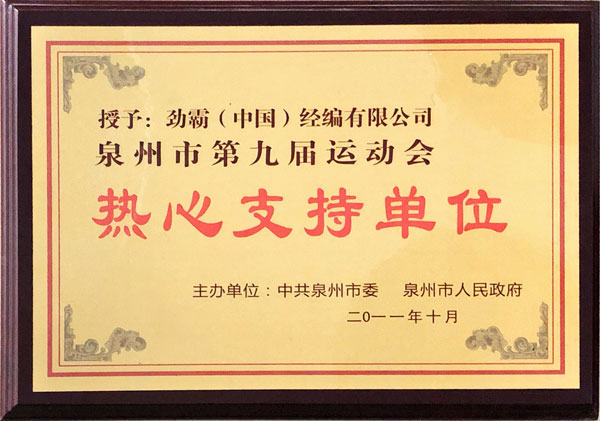 授予：劲霸（中国）经编有限公司
泉州市第九届运动会
热心支持单位
主办单位：中共泉州市委 泉州市人民政府
二0一一年十月